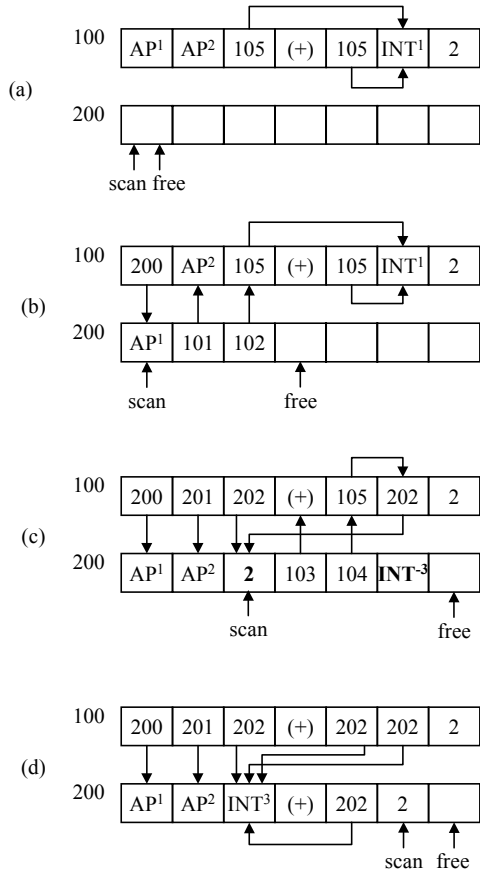 100 AP¹ AP² 105 (+) 105 INT¹ 2
(a)
200
scan free
100 200 AP² 105 (+) 105 INT¹ 2
(b)
200 AP¹ 101 102
scan free
100 200 201 202 (+) 105 202 2
(c)
200 AP¹ AP² 2 103 104 INT⁻³
scan free
100 200 201 202 (+) 202 202 2
(d)
200 AP¹ AP² INT³ (+) 202 2
scan free